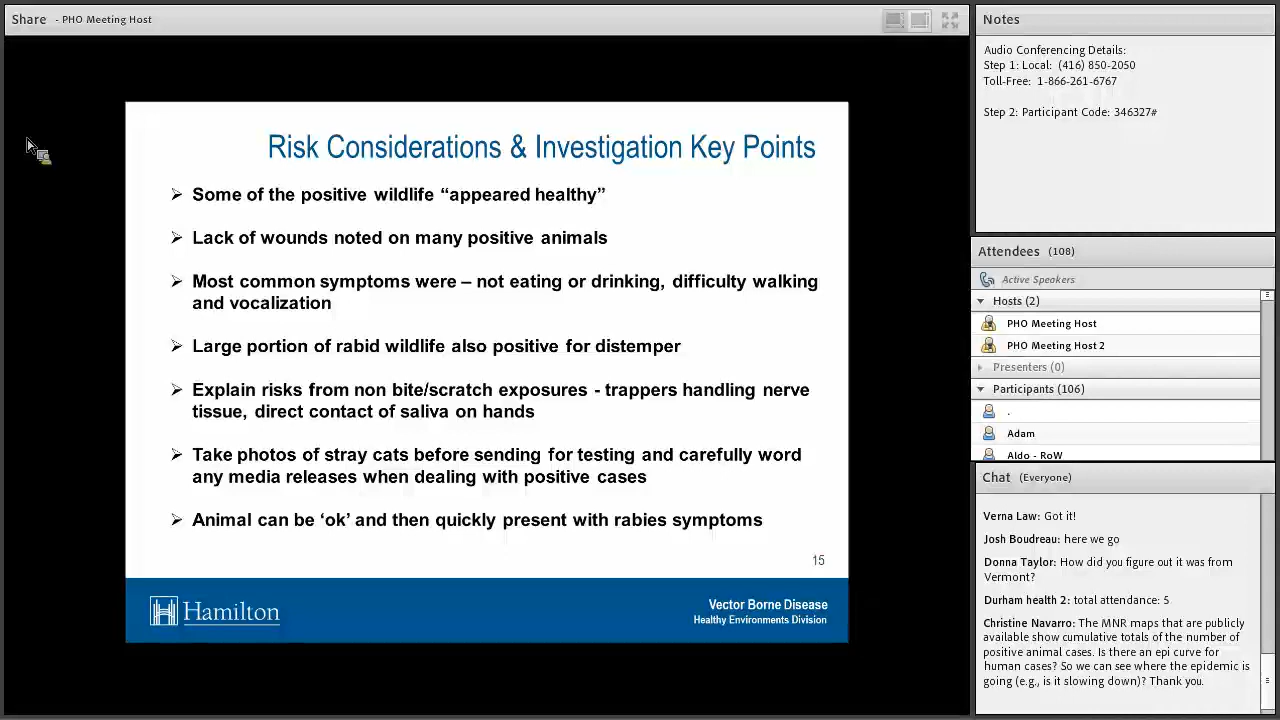 Share - PHO Meeting Host
Risk Considerations & Investigation Key Points
➢ Some of the positive wildlife “appeared healthy”
➢ Lack of wounds noted on many positive animals
➢ Most common symptoms were – not eating or drinking, difficulty walking
and vocalization
➢ Large portion of rabid wildlife also positive for distemper
➢ Explain risks from non bite/scratch exposures - trappers handling nerve
tissue, direct contact of saliva on hands
➢ Take photos of stray cats before sending for testing and carefully word
any media releases when dealing with positive cases
➢ Animal can be ‘ok’ and then quickly present with rabies symptoms
15
Hamilton
Vector Borne Disease
Healthy Environments Division
Notes
Audio Conferencing Details:
Step 1: Local: (416) 850-2050
Toll-Free: 1-866-261-6767
Step 2: Participant Code: 346327#
Attendees (108)
Active Speakers
Hosts (2)
PHO Meeting Host
PHO Meeting Host 2
Presenters (0)
Participants (106)
.
Adam
Aldo - RoW
Chat (Everyone)
Verna Law: Got it!
Josh Boudreau: here we go
Donna Taylor: How did you figure out it was from
Vermont?
Durham health 2: total attendance: 5
Christine Navarro: The MNR maps that are publicly
available show cumulative totals of the number of
positive animal cases. Is there an epi curve for
human cases? So we can see where the epidemic is
going (e.g., is it slowing down)? Thank you.